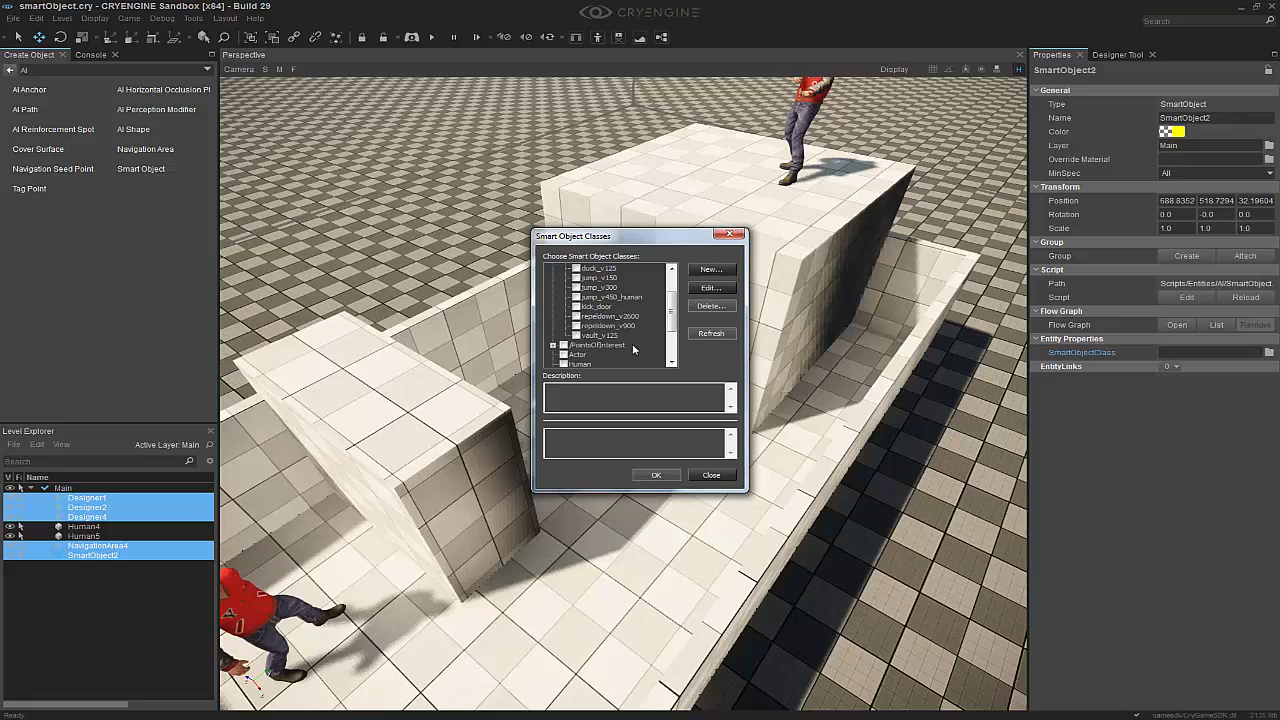 smartObject.cry - CRYENGINE Sandbox [x64] - Build 29
File Edit Level Display Game Debug Tools Layout Help
CRYENGINE
Search
Create Object Console
AI
AI Anchor AI Horizontal Occlusion Pl
AI Path AI Perception Modifier
AI Reinforcement Spot AI Shape
Cover Surface Navigation Area
Navigation Seed Point Smart Object
Tag Point
Perspective
Camera S M F Display H
Smart Object Classes
Choose Smart Object Classes:
duck_v125
jump_v150
jump_v300
jump_v450_human
kick_door
repeldown_v2600
repeldown_v900
vault_v125
/PointsOfInterest
Actor
Human
New...
Edit...
Delete...
Refresh
Description:
OK Close
Properties Designer Tool
SmartObject2
General
Type SmartObject
Name SmartObject2
Color
Layer Main
Override Material
MinSpec All
Transform
Position 688.8352 518.7294 32.19604
Rotation 0.0 -0.0 0.0
Scale 1.0 1.0 1.0
Group
Group Create Attach
Script
Path Scripts/Entities/AI/SmartObject.
Script Edit Reload
Flow Graph
Flow Graph Open List Remove
Entity Properties
SmartObjectClass
EntityLinks 0
Level Explorer
File Edit View Active Layer: Main
Search
V Name
Main
Designer1
Designer2
Designer4
Human4
Human5
NavigationArea4
SmartObject2
Ready
gamesdk/CryGameSDK.dll 2135 Mb